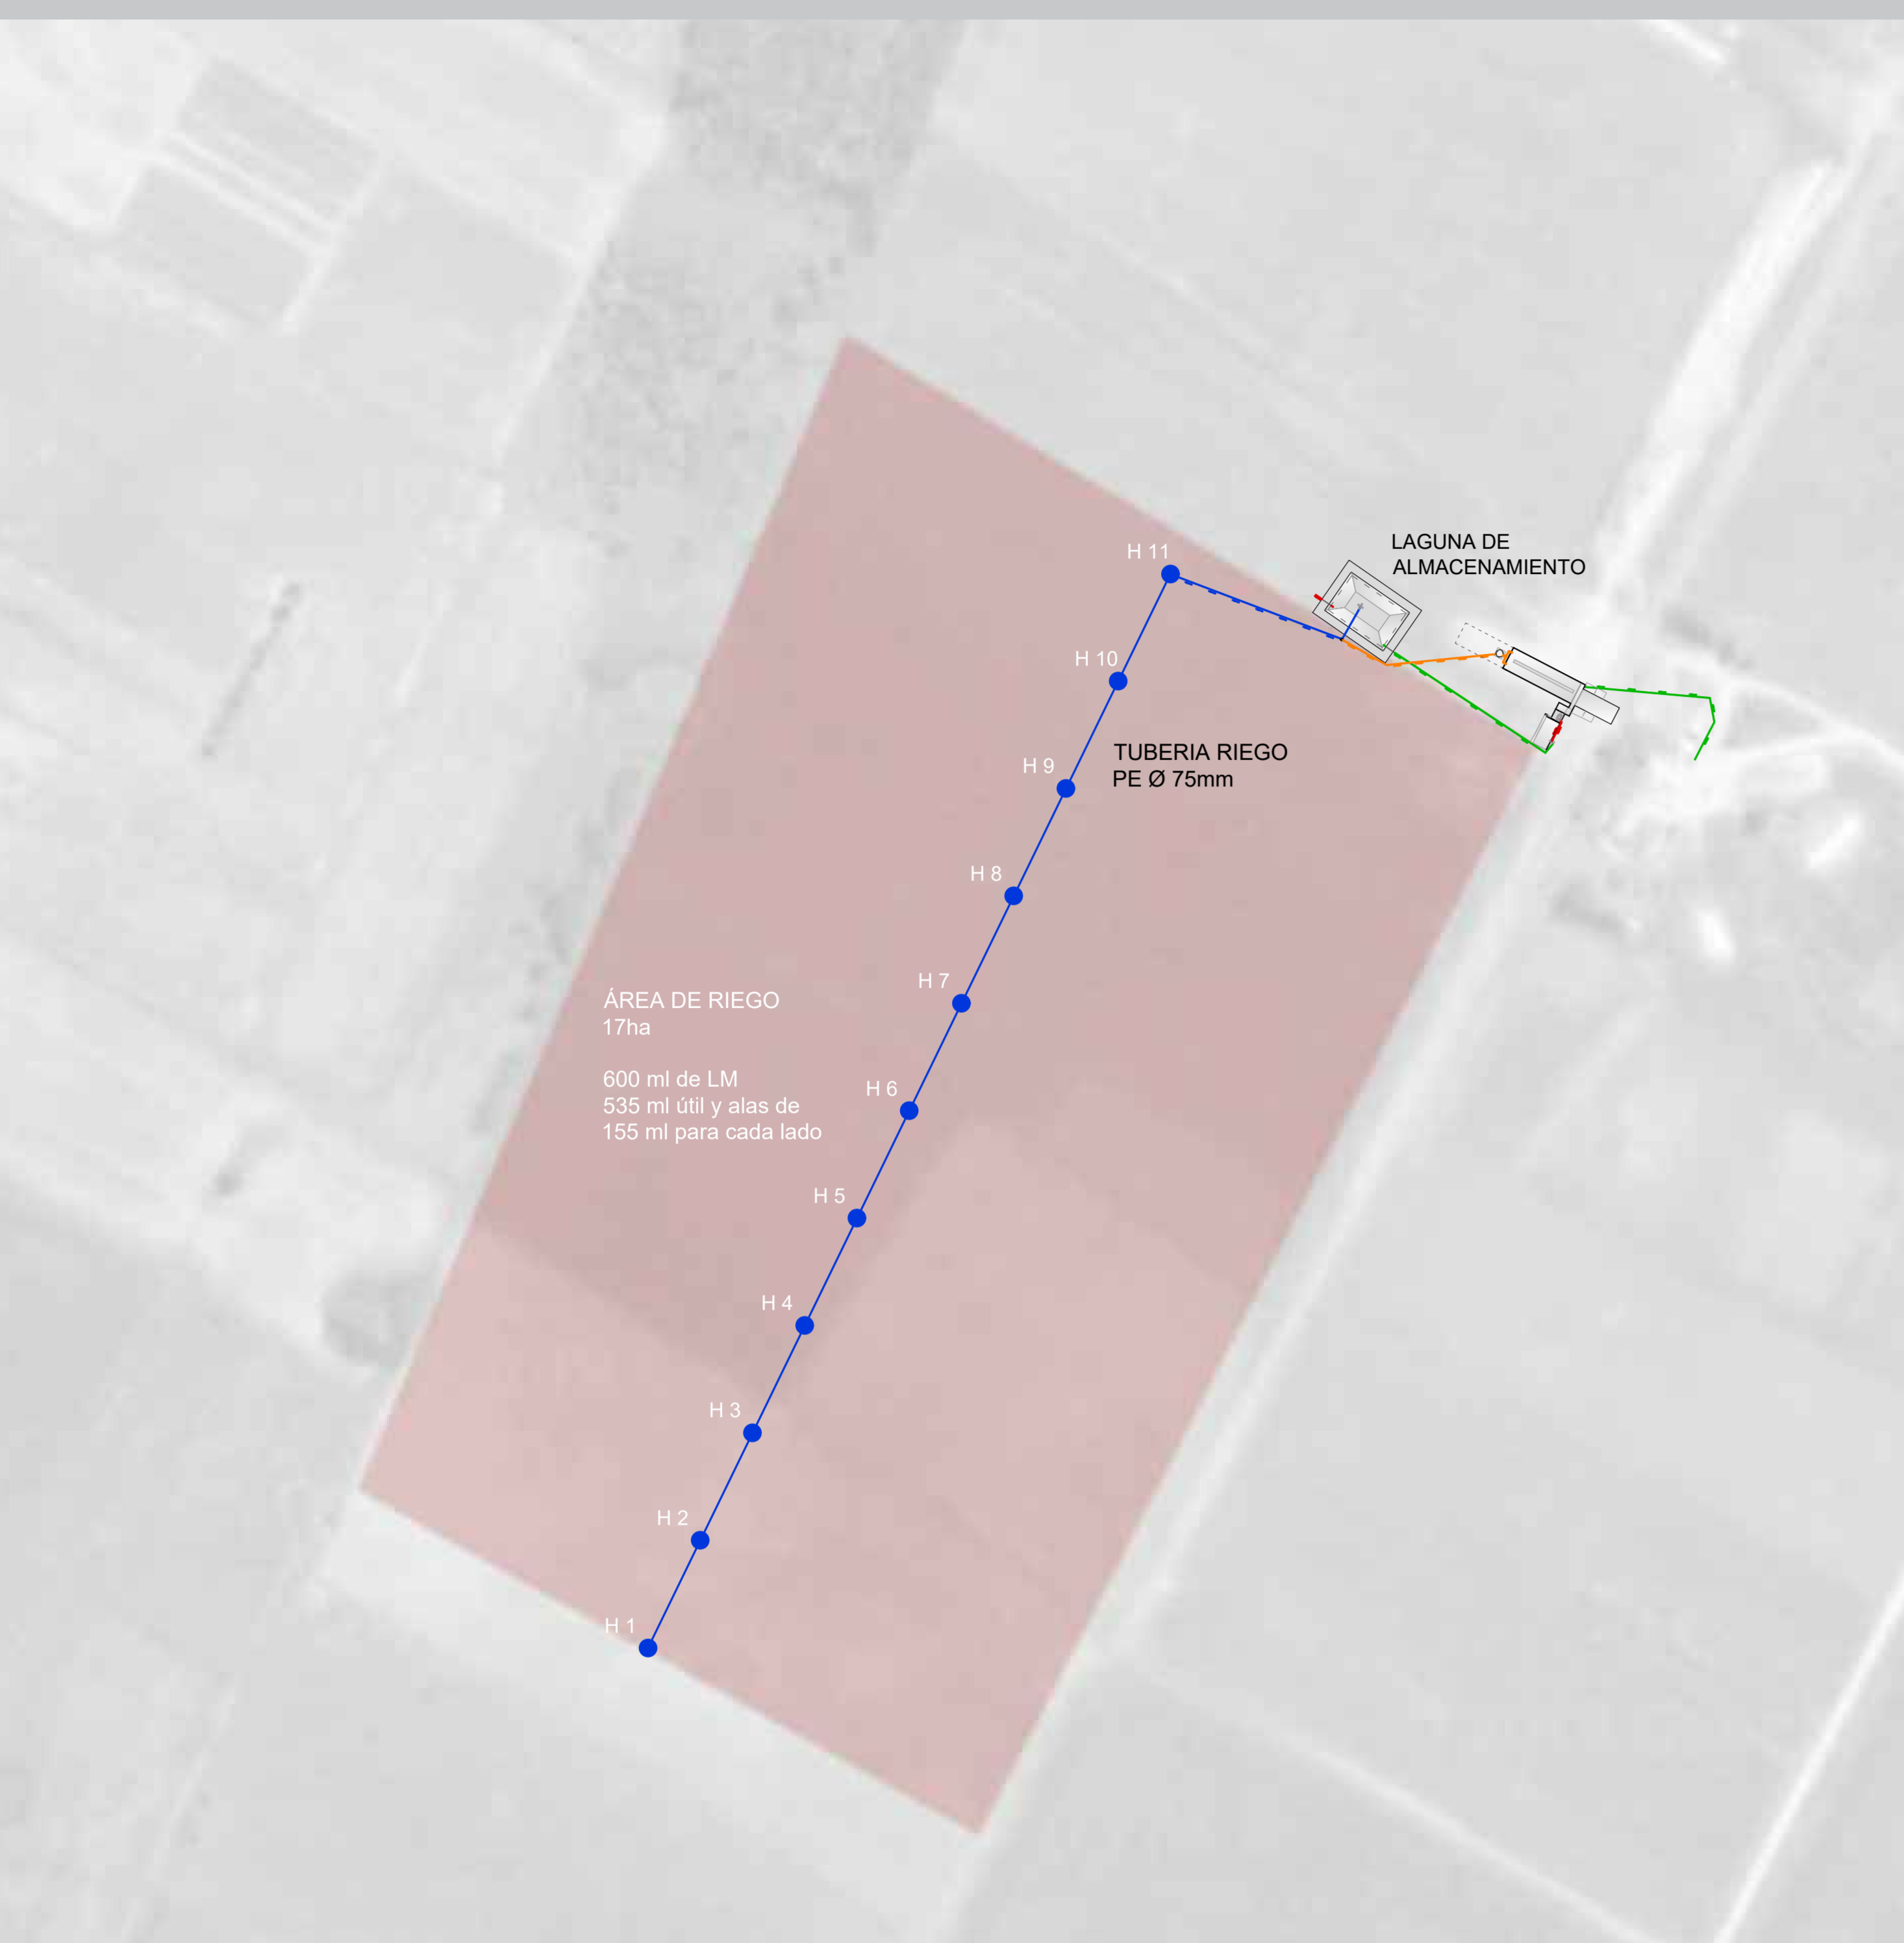 LAGUNA DE
ALMACENAMIENTO
H 11
H 10
TUBERIA RIEGO
PE Ø 75mm
H 9
H 8
H 7
ÁREA DE RIEGO
17ha
600 ml de LM
535 ml útil y alas de
155 ml para cada lado
H 6
H 5
H 4
H 3
H 2
H 1